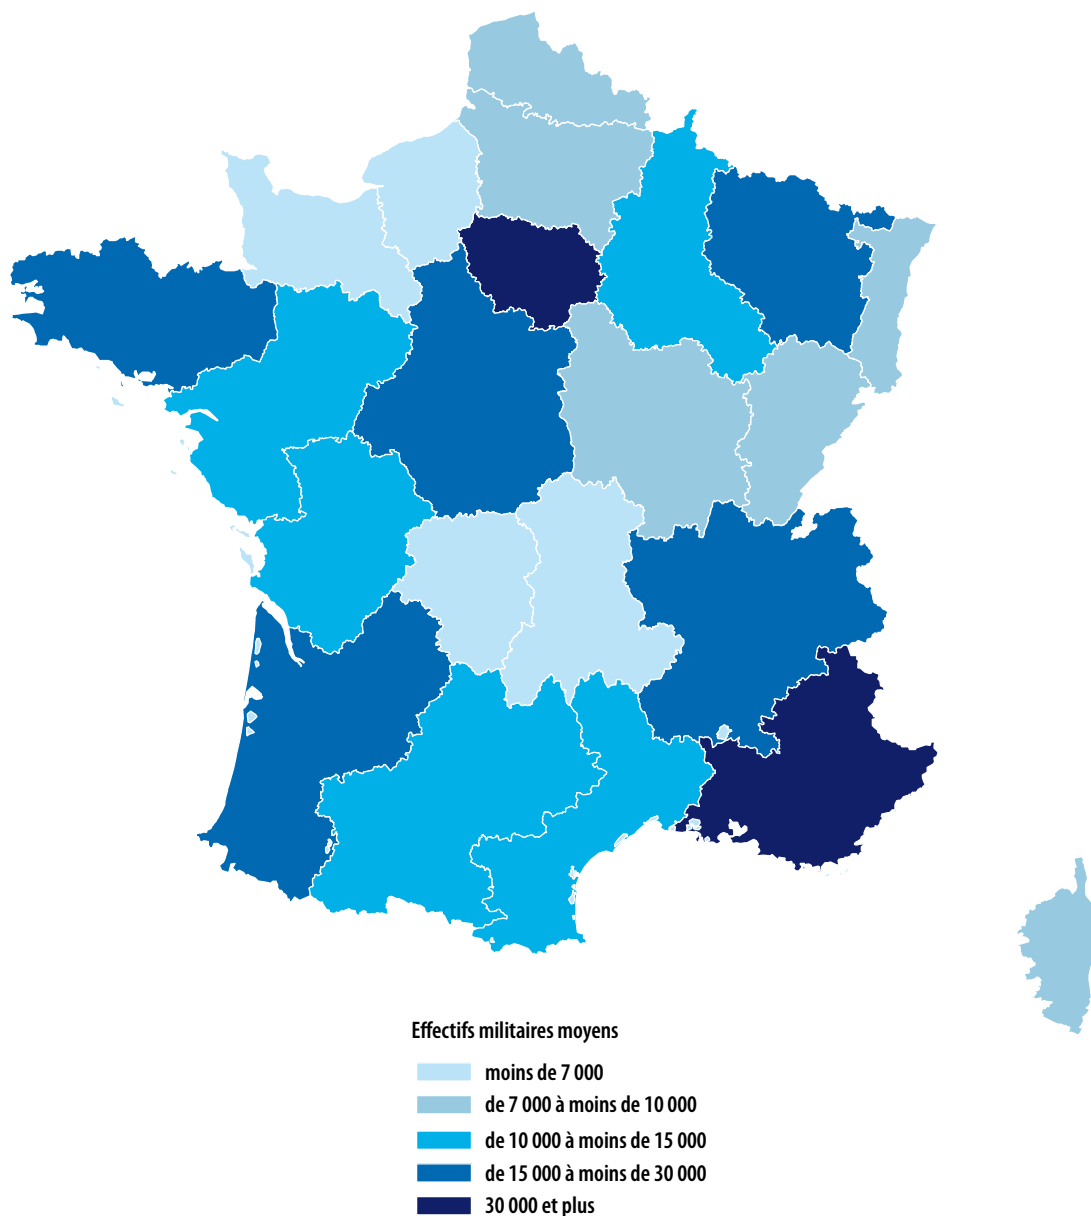 Effectifs militaires moyens
moins de 7 000
de 7 000 à moins de 10 000
de 10 000 à moins de 15 000
de 15 000 à moins de 30 000
30 000 et plus